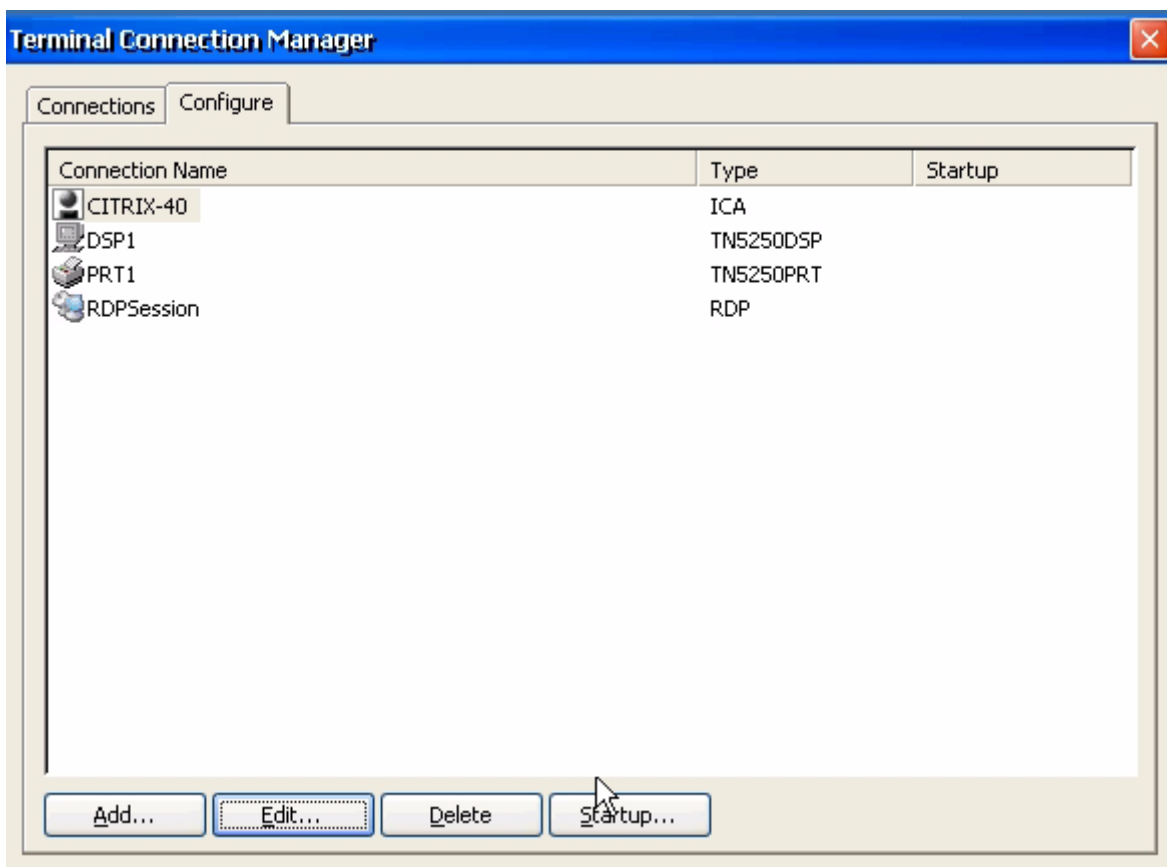 Terminal Connection Manager
Connections Configure
Connection Name Type Startup
CITRIX-40 ICA
DSP1 TN5250DSP
PRT1 TN5250PRT
RDPSession RDP
Add... Edit... Delete Startup...